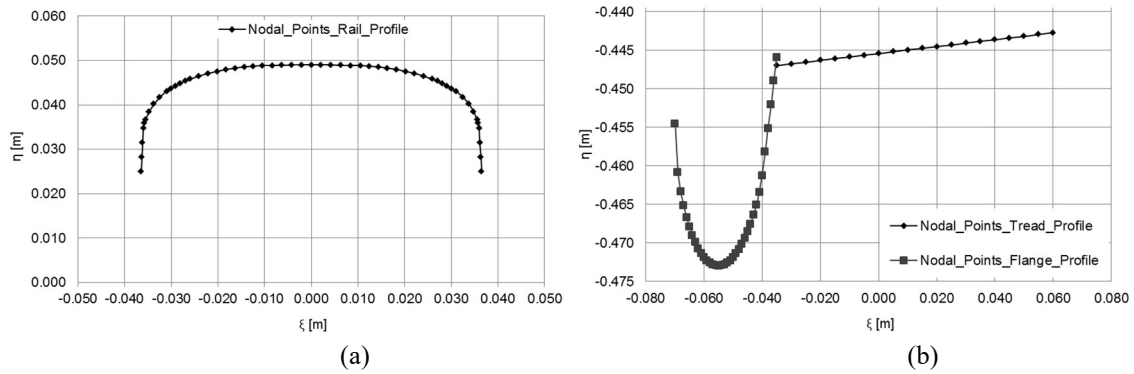 0.060
0.050
0.040
0.030
0.020
0.010
0.000
η [m]
Nodal_Points_Rail_Profile
-0.050 -0.040 -0.030 -0.020 -0.010 0.000 0.010 0.020 0.030 0.040 0.050
ξ [m]
(a)
-0.440
-0.445
-0.450
-0.455
-0.460
-0.465
-0.470
-0.475
η [m]
Nodal_Points_Tread_Profile
Nodal_Points_Flange_Profile
-0.080 -0.060 -0.040 -0.020 0.000 0.020 0.040 0.060 0.080
ξ [m]
(b)